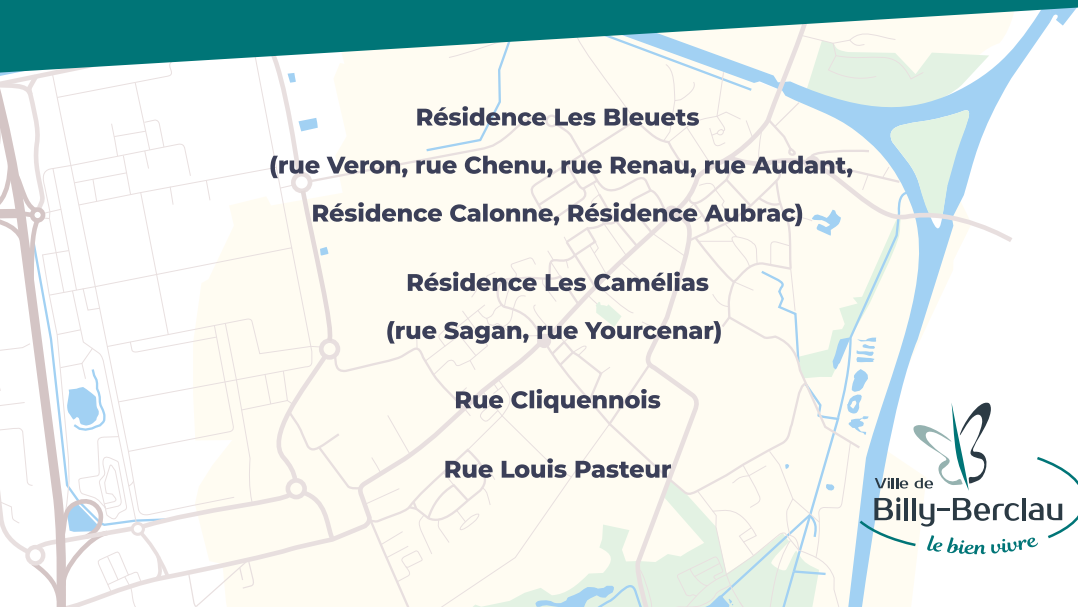 Résidence Les Bleuets
(rue Veron, rue Chenu, rue Renau, rue Audant,
Résidence Calonne, Résidence Aubrac)
Résidence Les Camélias
(rue Sagan, rue Yourcenar)
Rue Cliquennois
Rue Louis Pasteur
Ville de
Billy-Berclau
le bien vivre